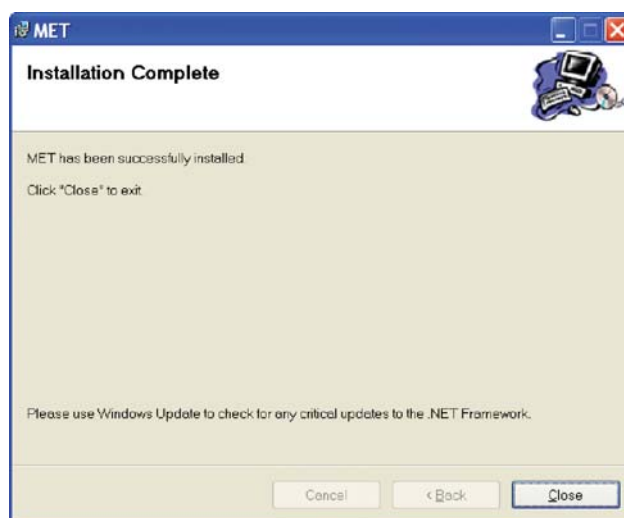 MET
Installation Complete
MET has been successfully installed.
Click "Close" to exit.
Please use Windows Update to check for any critical updates to the .NET Framework.
Cancel
< Back
Close